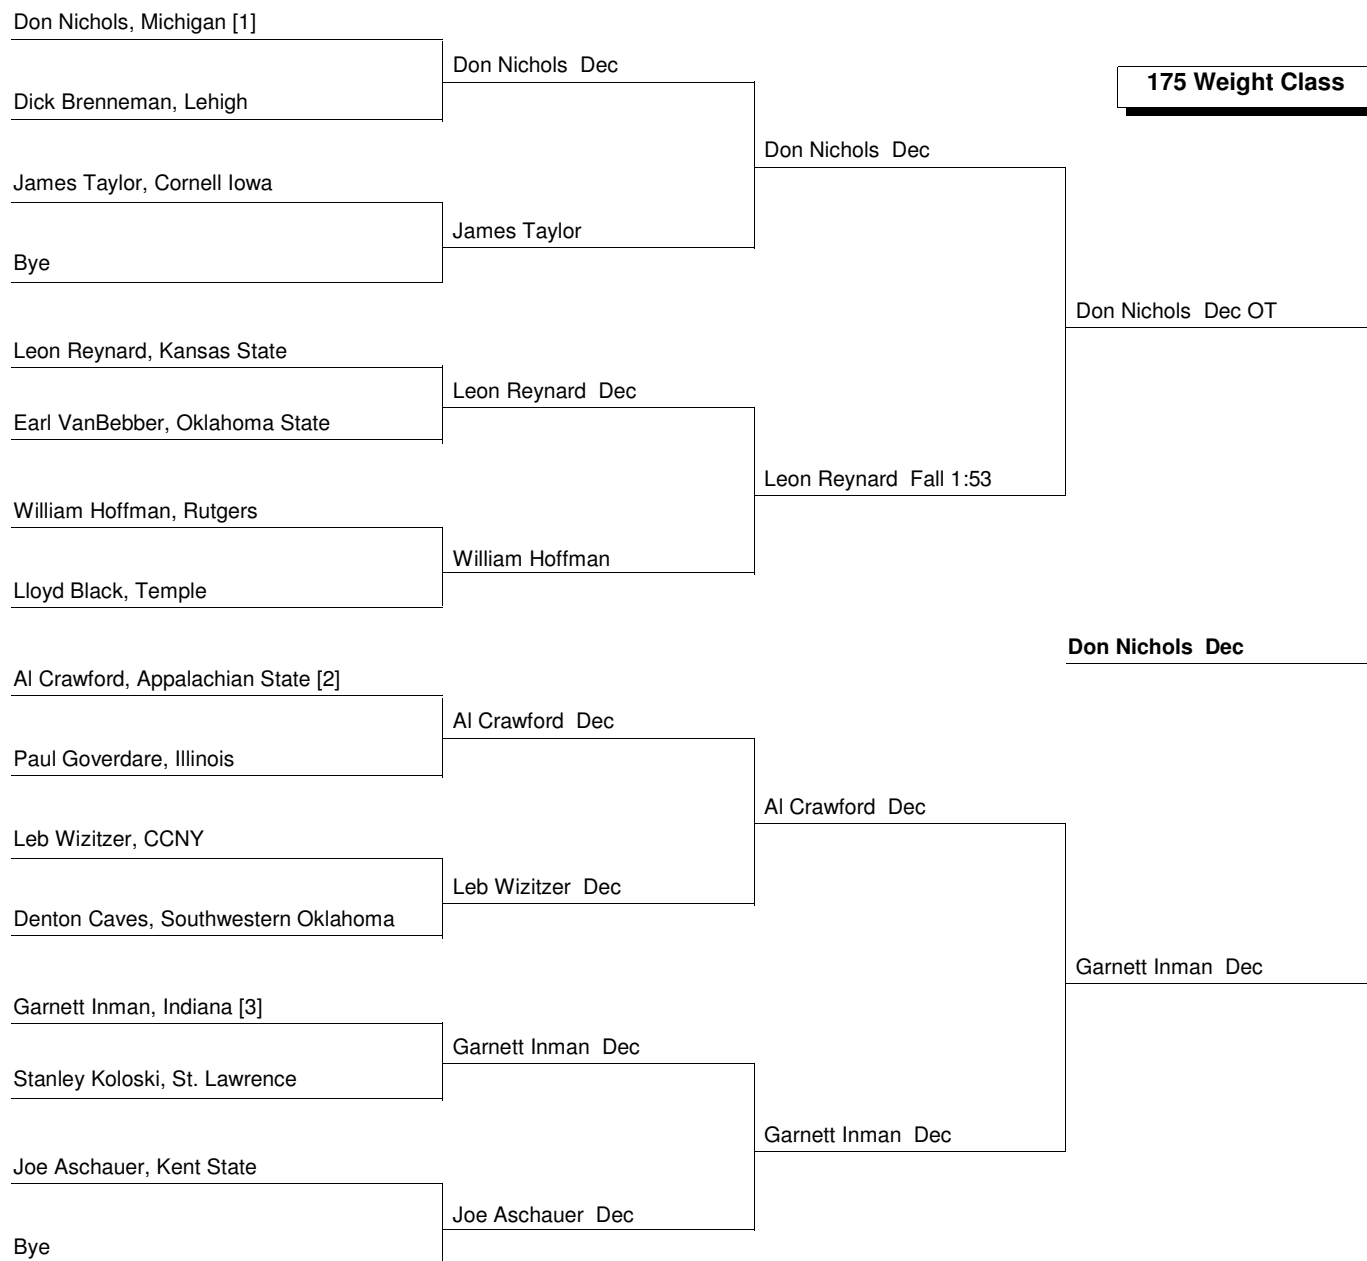 Don Nichols, Michigan [1]
Don Nichols  Dec
175 Weight Class
Dick Brenneman, Lehigh
Don Nichols  Dec
James Taylor, Cornell Iowa
James Taylor
Bye
Don Nichols  Dec OT
Leon Reynard, Kansas State
Leon Reynard  Dec
Earl VanBebber, Oklahoma State
Leon Reynard  Fall 1:53
William Hoffman, Rutgers
William Hoffman
Lloyd Black, Temple
Don Nichols  Dec
Al Crawford, Appalachian State [2]
Al Crawford  Dec
Paul Goverdare, Illinois
Al Crawford  Dec
Leb Wizitzer, CCNY
Leb Wizitzer  Dec
Denton Caves, Southwestern Oklahoma
Garnett Inman  Dec
Garnett Inman, Indiana [3]
Garnett Inman  Dec
Stanley Koloski, St. Lawrence
Garnett Inman  Dec
Joe Aschauer, Kent State
Joe Aschauer  Dec
Bye